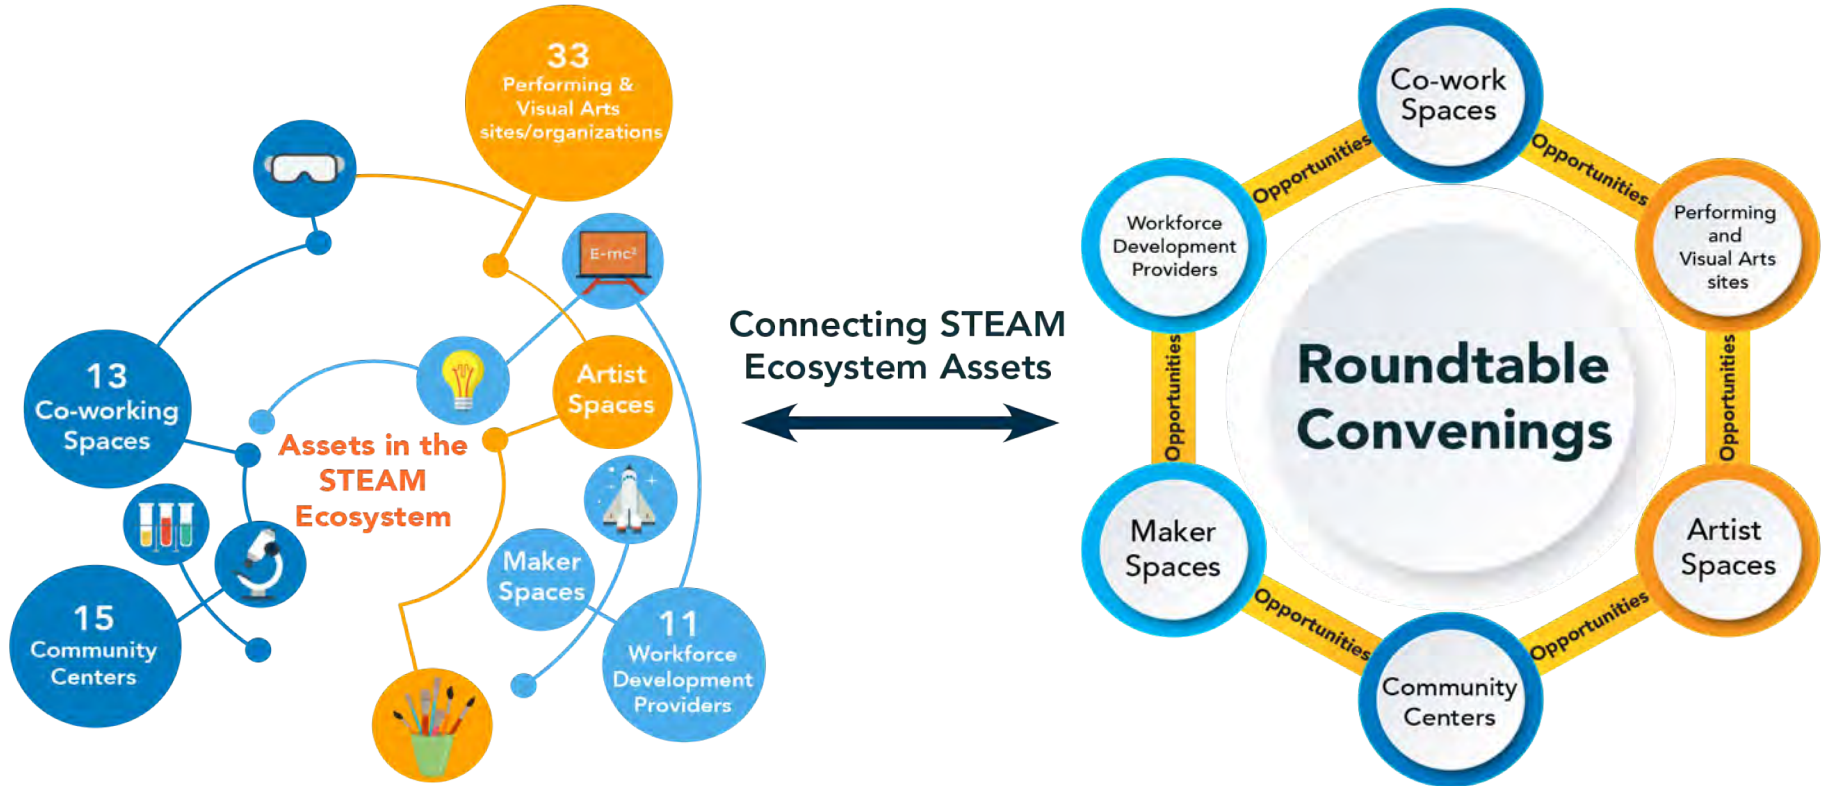 33
Performing &
Visual Arts
sites/organizations
E-mc²
13
Co-working
Spaces
Artist
Spaces
Assets in the
STEAM
Ecosystem
Maker
Spaces
15
Community
Centers
11
Workforce
Development
Providers
Connecting STEAM
Ecosystem Assets
Co-work
Spaces
Opportunities
Opportunities
Workforce
Development
Providers
Performing
and
Visual Arts
sites
Opportunities
Roundtable
Convenings
Opportunities
Maker
Spaces
Artist
Spaces
Opportunities
Opportunities
Community
Centers